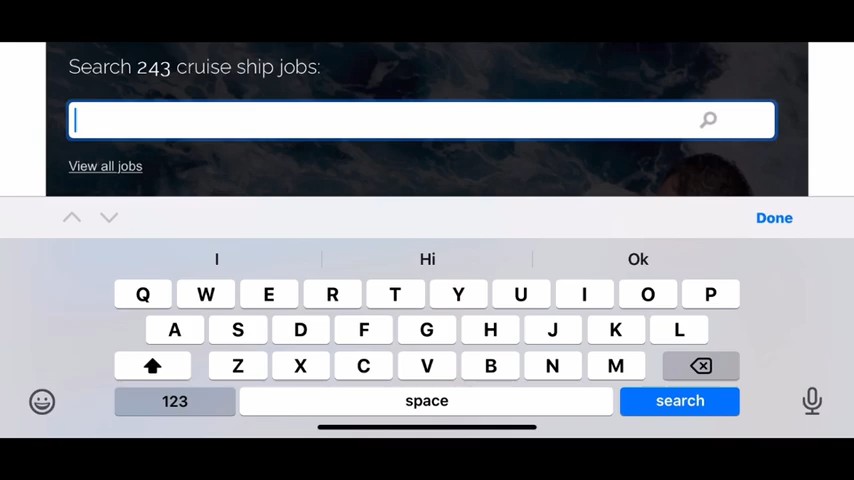 Search 243 cruise ship jobs:
View all jobs
Done
I Hi Ok
Q W E R T Y U I O P
A S D F G H J K L
Z X C V B N M
123 space search